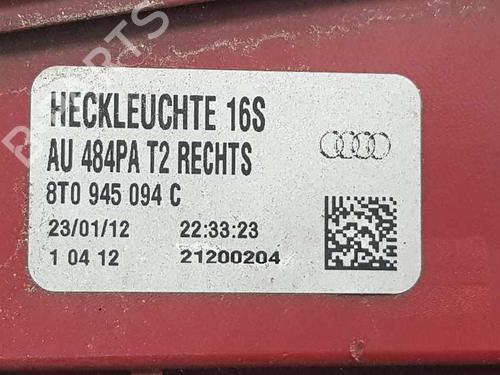 HECKLEUCHTE 16S
AU 484PA T2 RECHTS
8T0 945 094 C
23/01/12 22:33:23
1 04 12 21200204
B-PARTS